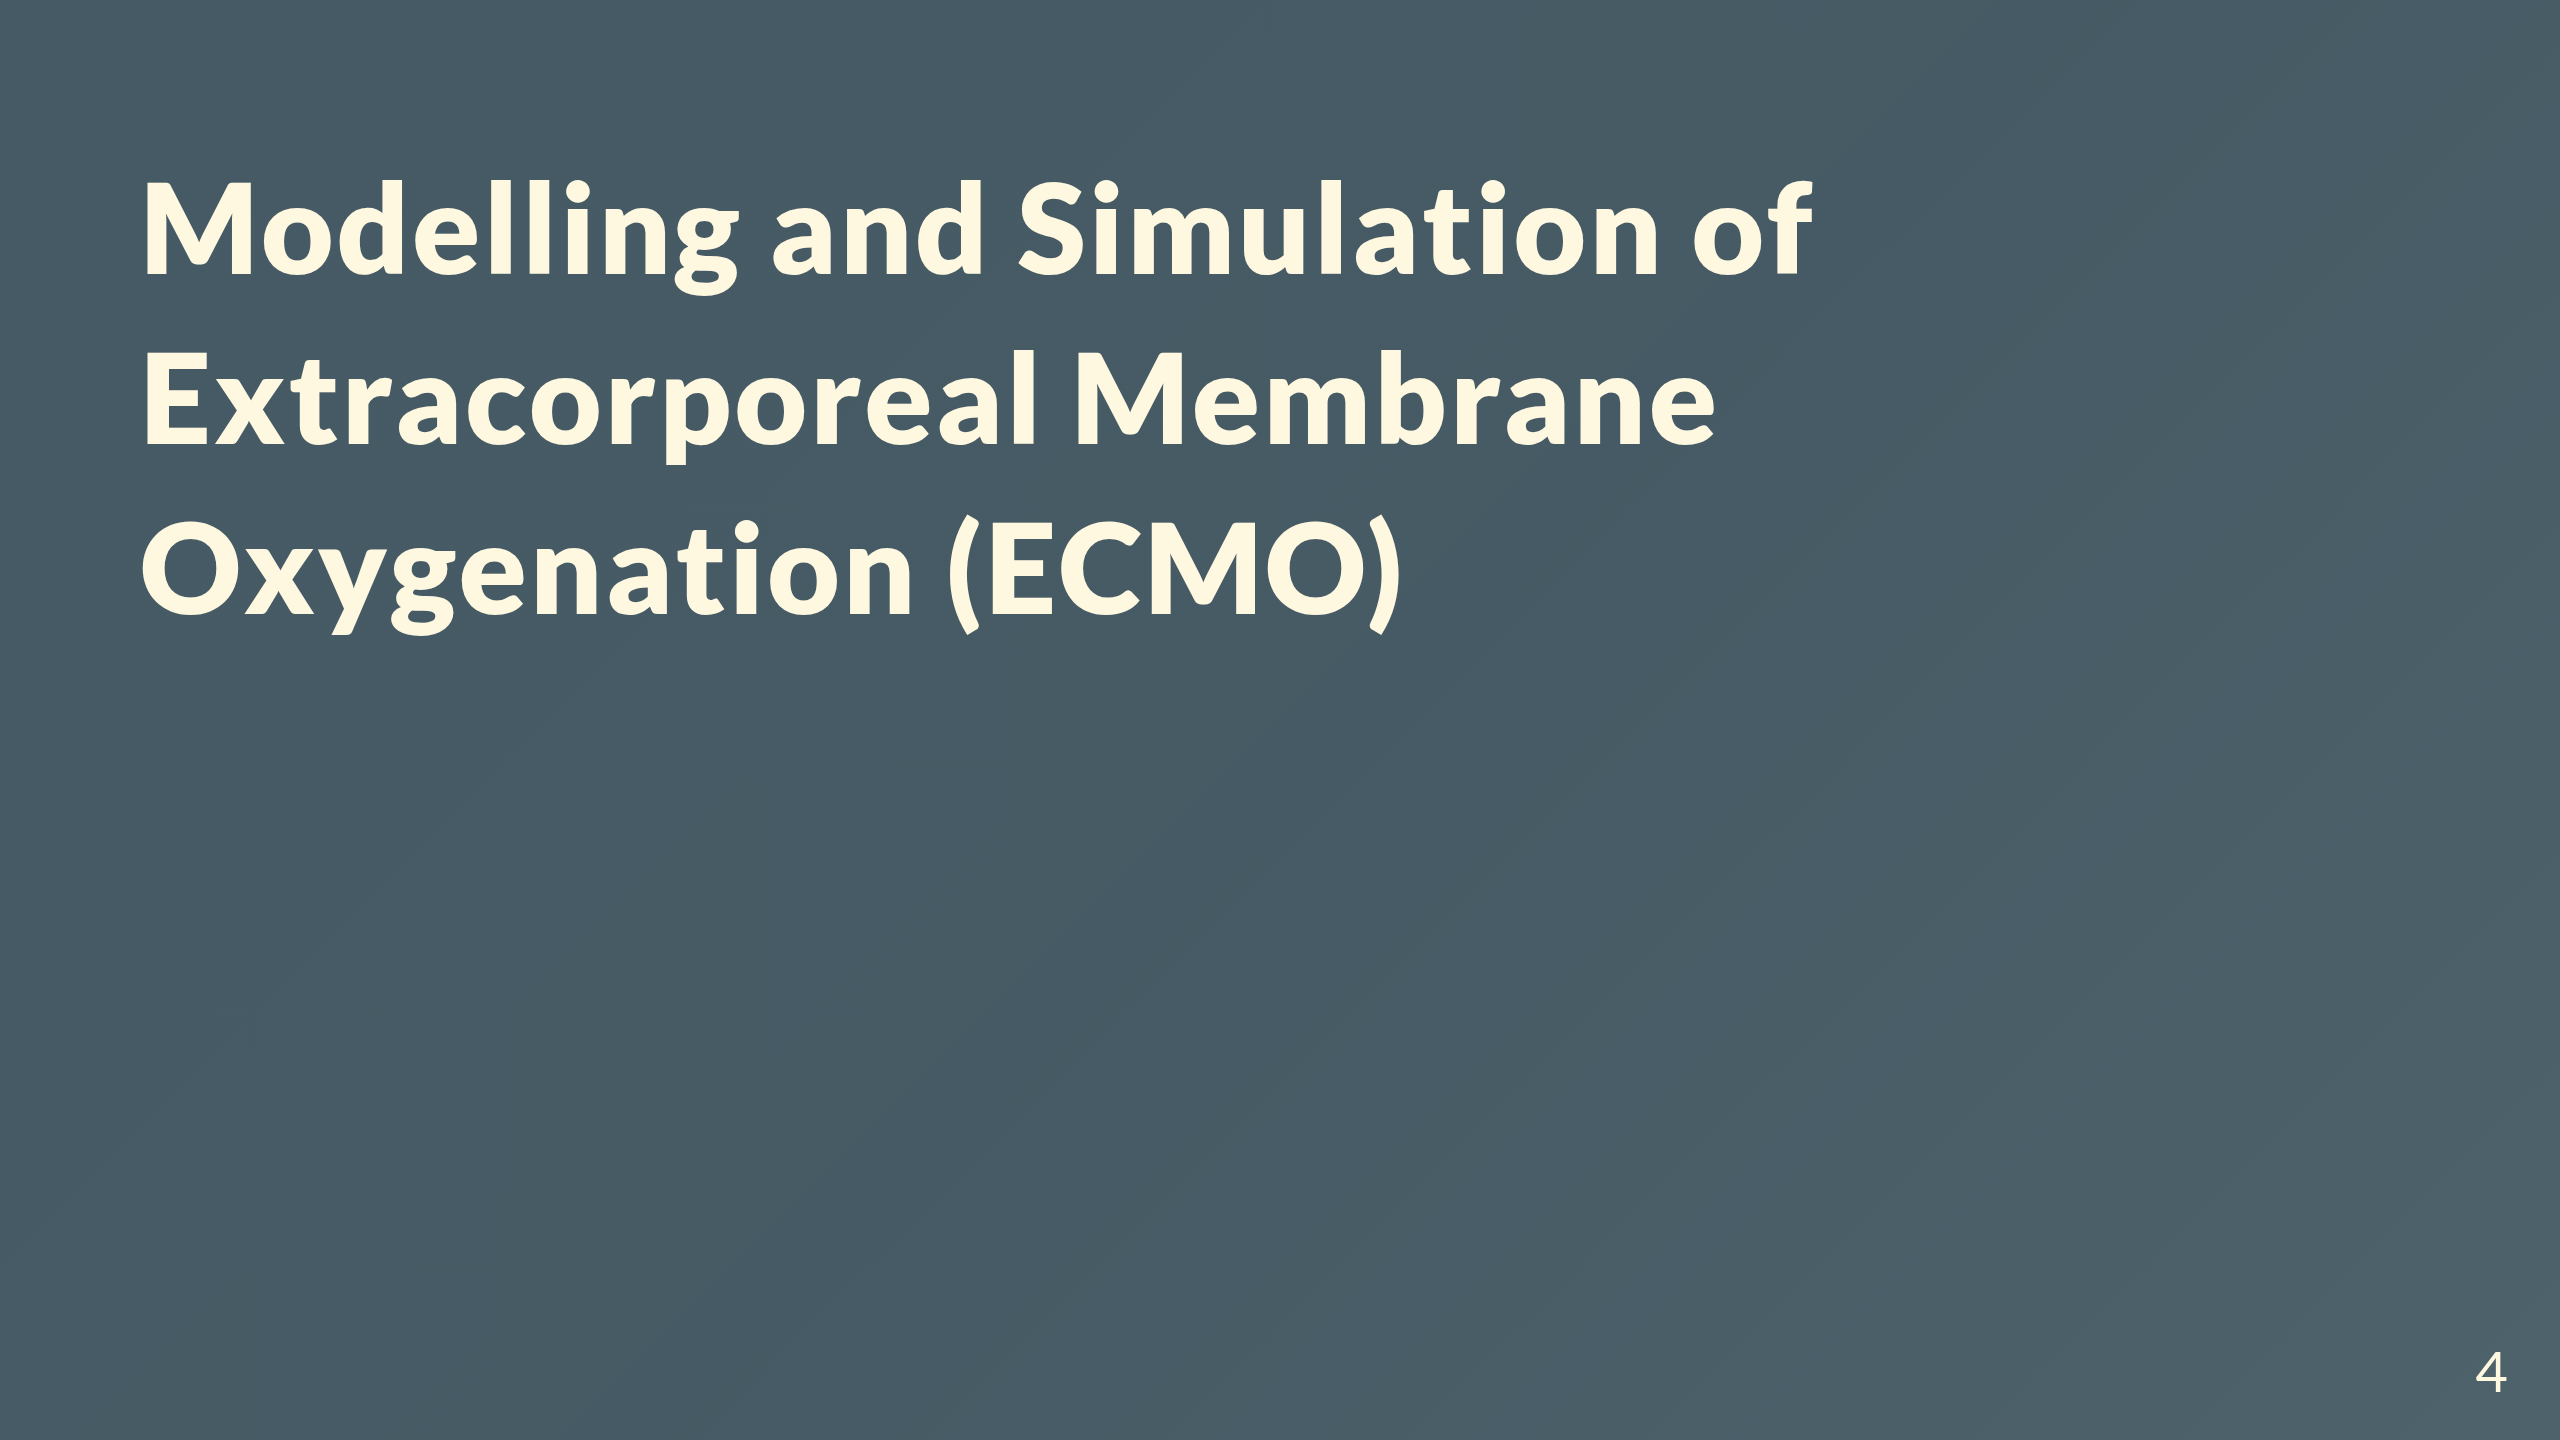 Modelling and Simulation of
Extracorporeal Membrane
Oxygenation (ECMO)
4